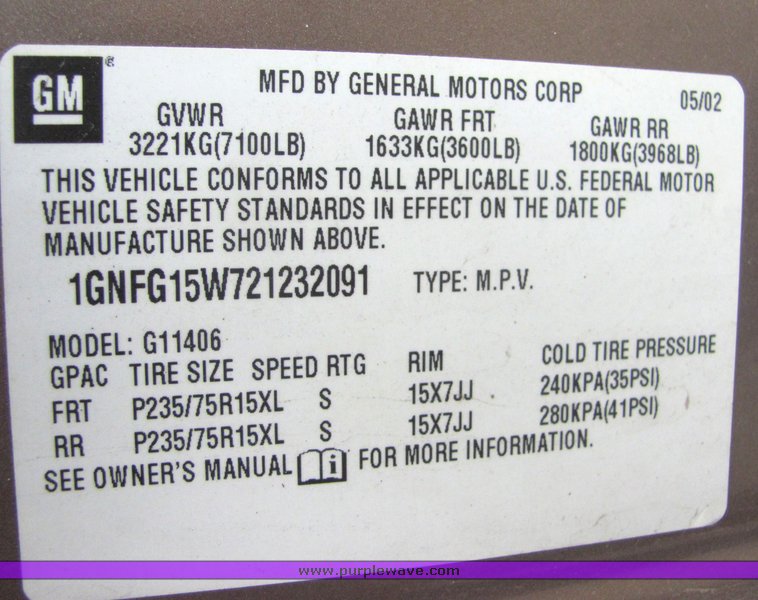 GM®
MFD BY GENERAL MOTORS CORP 05/02
GVWR GAWR FRT GAWR RR
3221KG(7100LB) 1633KG(3600LB) 1800KG(3968LB)
THIS VEHICLE CONFORMS TO ALL APPLICABLE U.S. FEDERAL MOTOR
VEHICLE SAFETY STANDARDS IN EFFECT ON THE DATE OF
MANUFACTURE SHOWN ABOVE.
1GNFG15W721232091 TYPE: M.P.V.
MODEL: G11406
GPAC TIRE SIZE SPEED RTG RIM COLD TIRE PRESSURE
FRT P235/75R15XL S 15X7JJ 240KPA(35PSI)
RR P235/75R15XL S 15X7JJ 280KPA(41PSI)
SEE OWNER'S MANUAL i FOR MORE INFORMATION.
www.purplewave.com